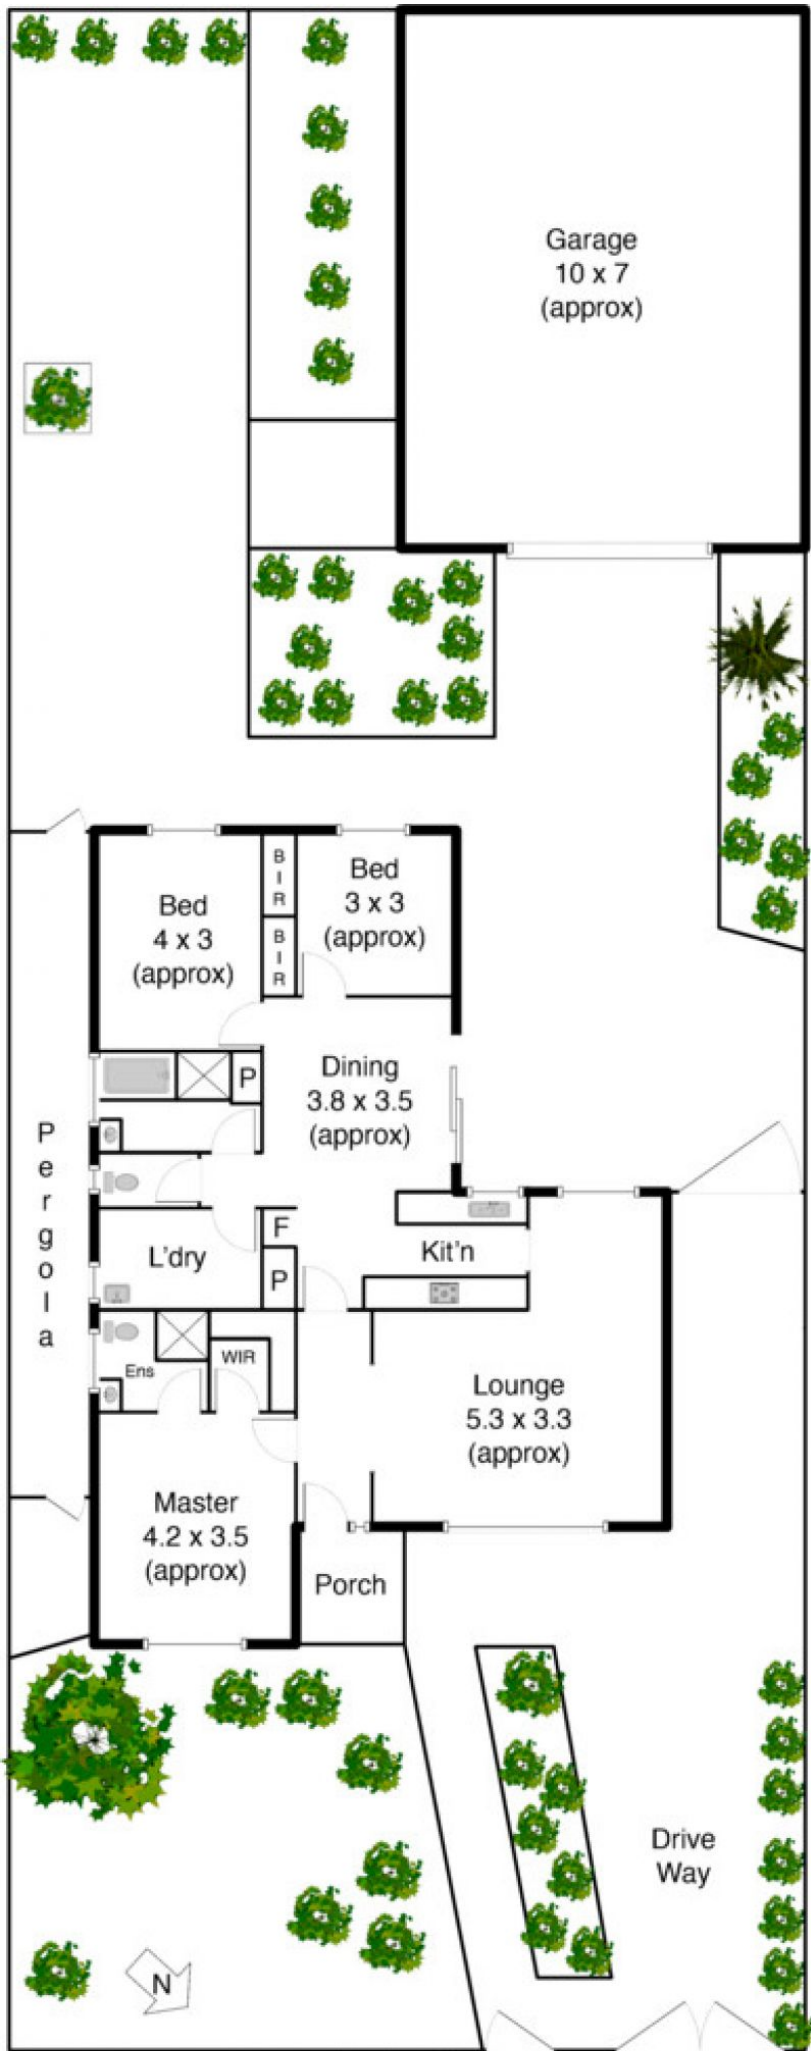 Garage
10 x 7
(approx)
Bed
4 x 3
(approx)
B
I
R
B
I
R
Bed
3 x 3
(approx)
Dining
3.8 x 3.5
(approx)
P
P
e
r
g
o
l
a
L'dry
F
P
Kit'n
Ens
WIR
Lounge
5.3 x 3.3
(approx)
Master
4.2 x 3.5
(approx)
Porch
Drive
Way
N